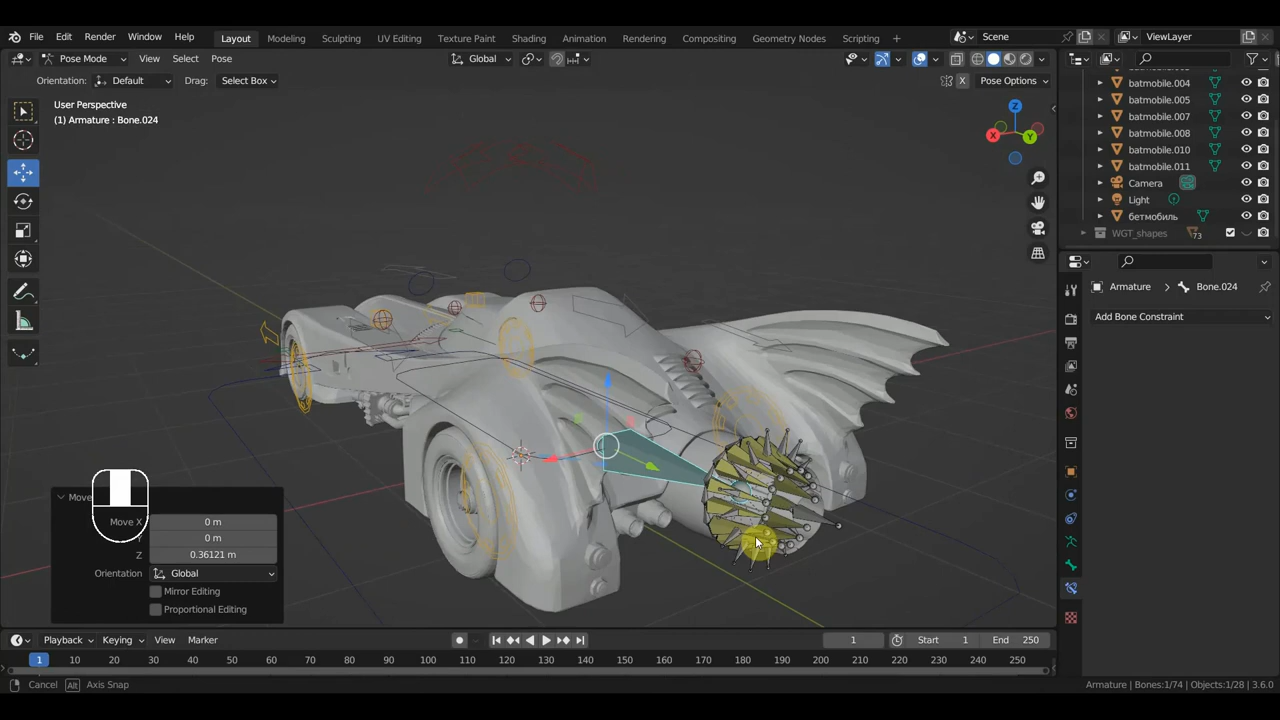 File Edit Render Window Help Layout Modeling Sculpting UV Editing Texture Paint Shading Animation Rendering Compositing Geometry Nodes Scripting + Scene ViewLayer
Pose Mode View Select Pose Global
Orientation: Default Drag: Select Box X Pose Options
User Perspective
(1) Armature : Bone.024
Z
X Y
batmobile.004
batmobile.005
batmobile.007
batmobile.008
batmobile.010
batmobile.011
Camera
Light
бетмобиль
WGT_shapes 73
Armature > Bone.024
Add Bone Constraint
Move
Move X 0 m
Y 0 m
Z 0.36121 m
Orientation Global
Mirror Editing
Proportional Editing
Playback Keying View Marker 1 Start 1 End 250
1 10 20 30 40 50 60 70 80 90 100 110 120 130 140 150 160 170 180 190 200 210 220 230 240 250
Cancel Alt Axis Snap Armature | Bones:1/74 | Objects:1/28 | 3.6.0